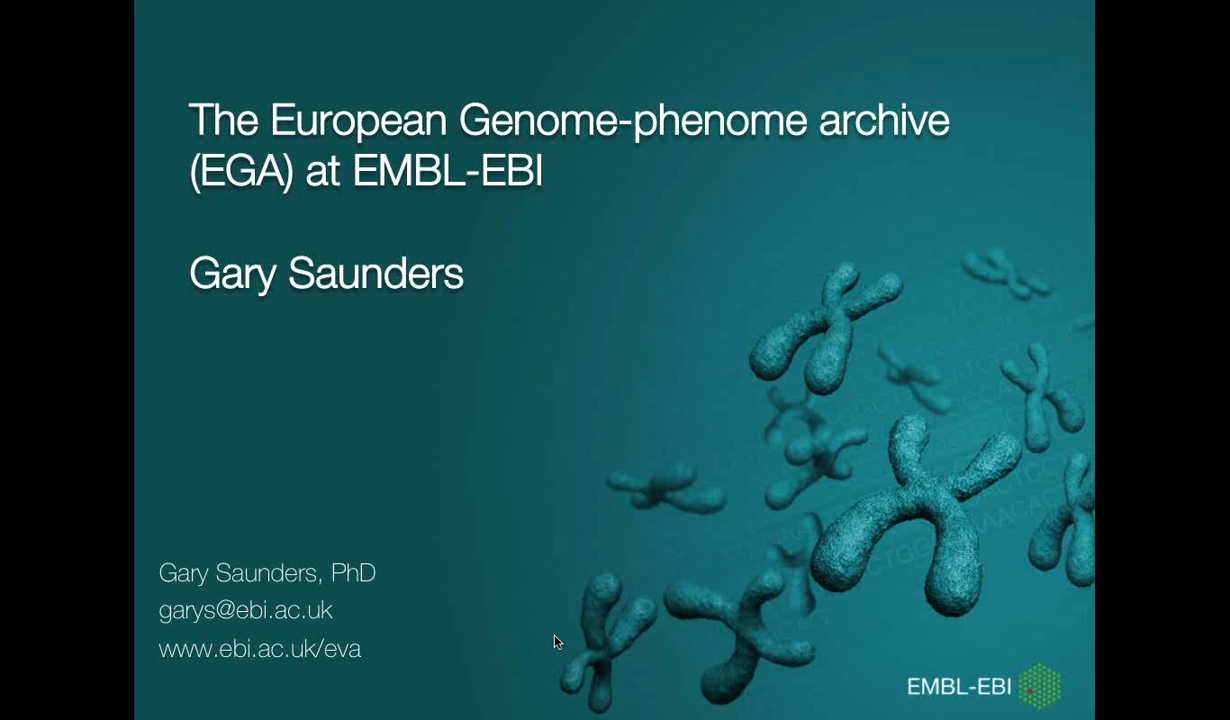 The European Genome-phenome archive
(EGA) at EMBL-EBI
Gary Saunders
Gary Saunders, PhD
garys@ebi.ac.uk
www.ebi.ac.uk/eva
EMBL-EBI